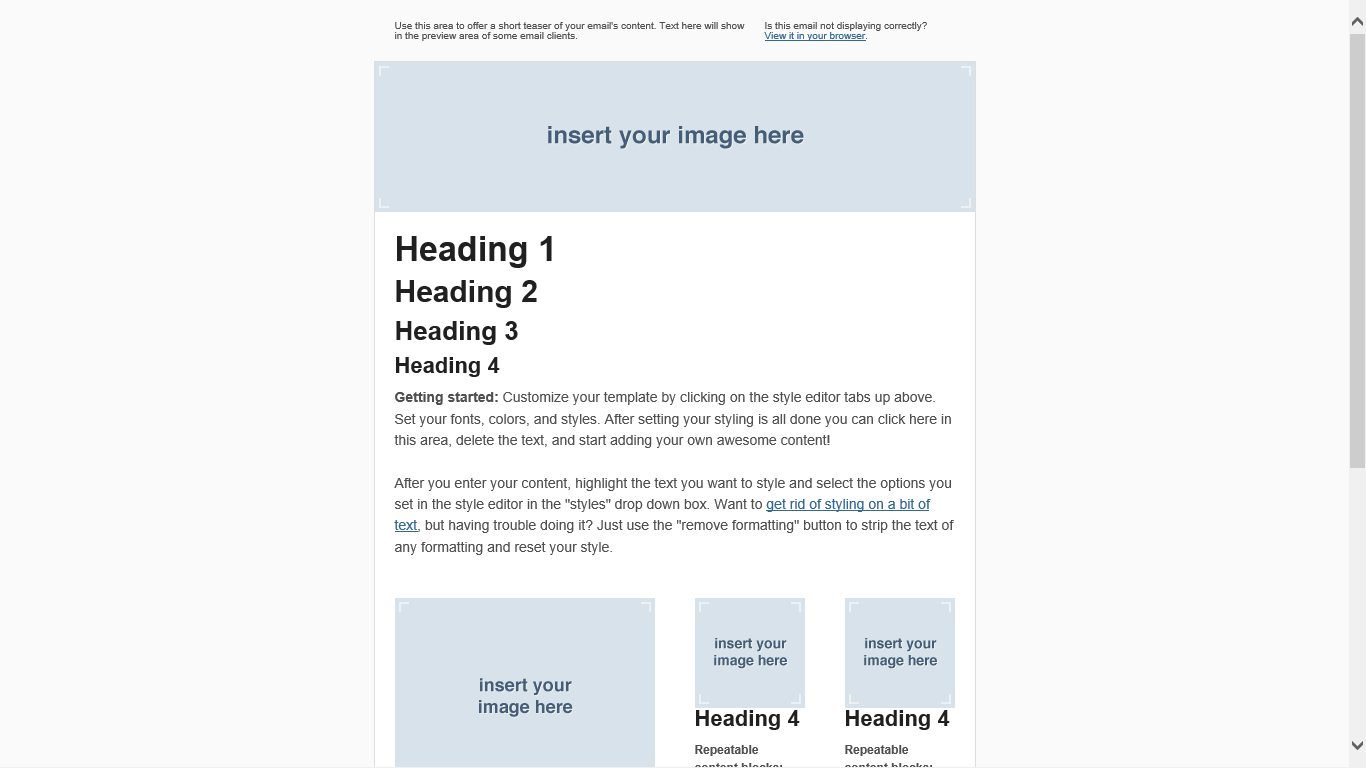 Use this area to offer a short teaser of your email's content. Text here will show
in the preview area of some email clients.
Is this email not displaying correctly?
View it in your browser.
insert your image here
Heading 1
Heading 2
Heading 3
Heading 4
Getting started: Customize your template by clicking on the style editor tabs up above.
Set your fonts, colors, and styles. After setting your styling is all done you can click here in
this area, delete the text, and start adding your own awesome content!
After you enter your content, highlight the text you want to style and select the options you
set in the style editor in the "styles" drop down box. Want to get rid of styling on a bit of
text, but having trouble doing it? Just use the "remove formatting" button to strip the text of
any formatting and reset your style.
insert your
image here
insert your
image here
Heading 4
Repeatable
content blocks:
insert your
image here
Heading 4
Repeatable
content blocks: